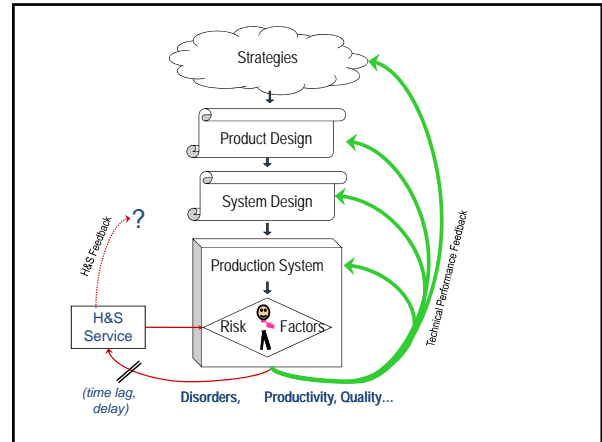 Strategies
Product Design
System Design
Production System
Risk Factors
H&S Feedback
?
H&S
Service
(time lag,
delay)
Disorders, Productivity, Quality...
Technical Performance Feedback